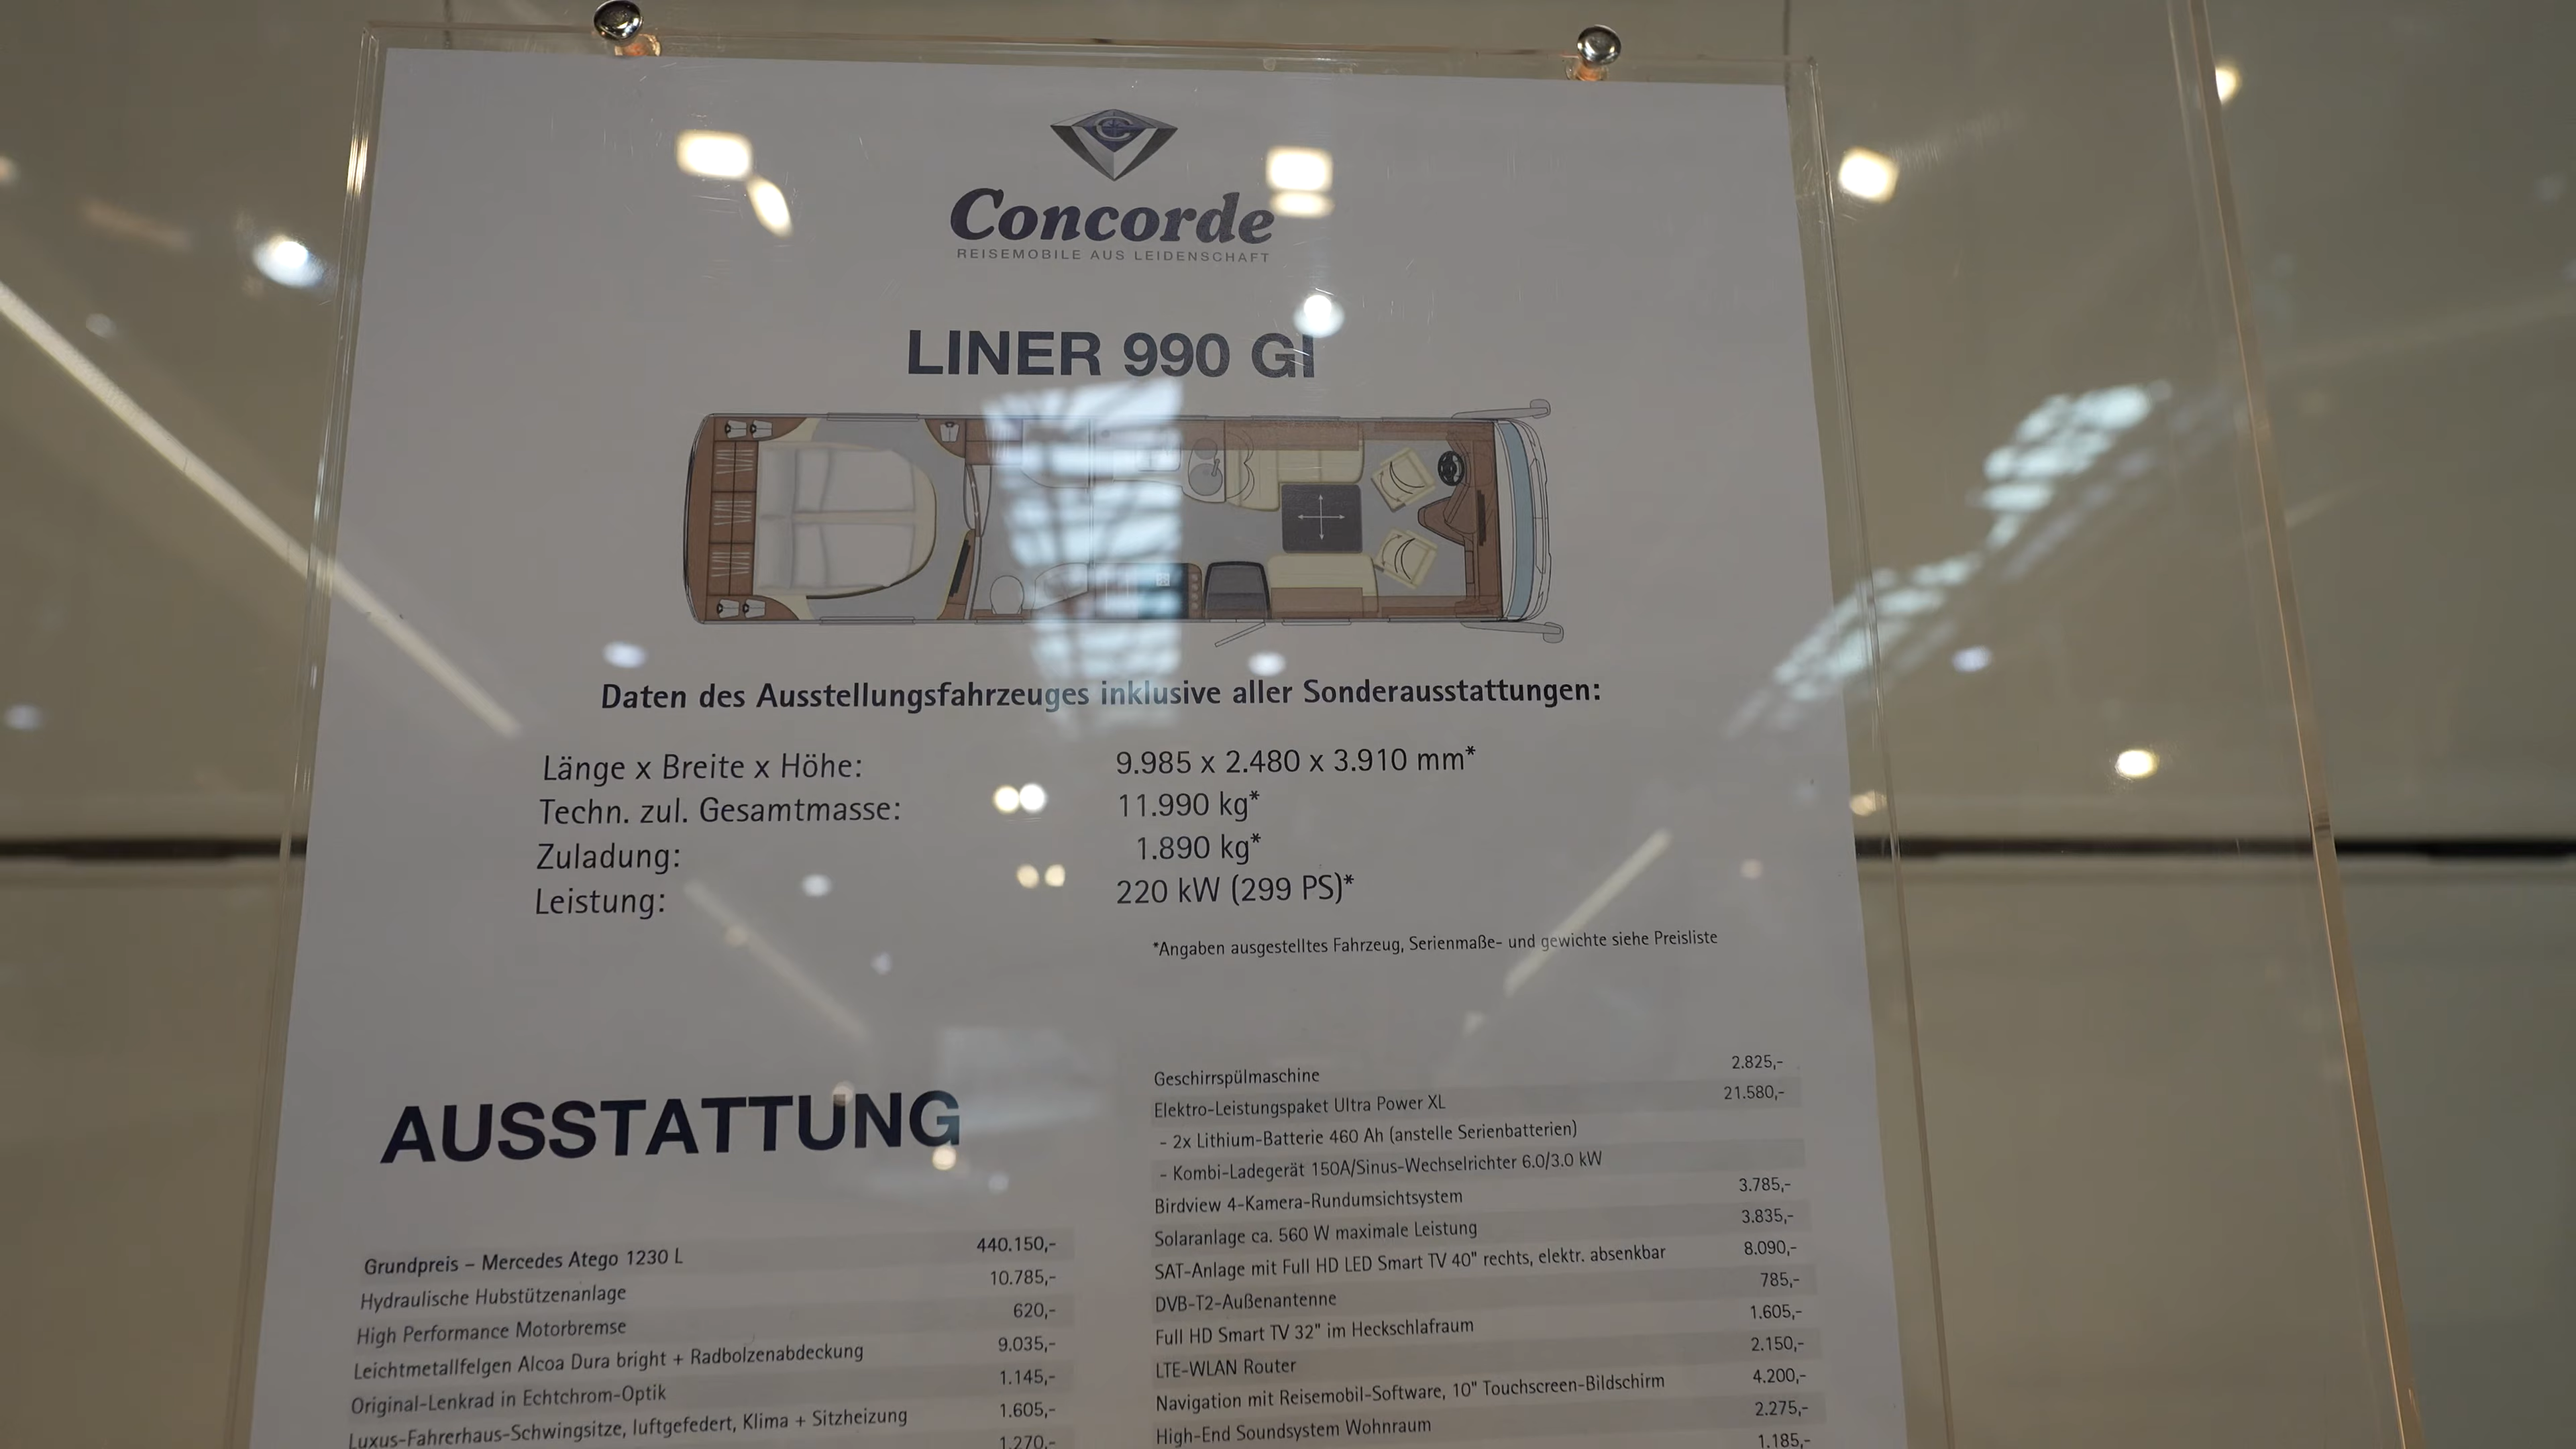 Concorde
REISEMOBILE AUS LEIDENSCHAFT
LINER 990 GI
Daten des Ausstellungsfahrzeuges inklusive aller Sonderausstattungen:
Länge x Breite x Höhe: 9.985 x 2.480 x 3.910 mm*
Techn. zul. Gesamtmasse: 11.990 kg*
Zuladung: 1.890 kg*
Leistung: 220 kW (299 PS)*
*Angaben ausgestelltes Fahrzeug, Serienmaße- und gewichte siehe Preisliste
AUSSTATTUNG
Grundpreis – Mercedes Atego 1230 L 440.150,-
Hydraulische Hubstützenanlage 10.785,-
High Performance Motorbremse 620,-
Leichtmetallfelgen Alcoa Dura bright + Radbolzenabdeckung 9.035,-
Original-Lenkrad in Echtchrom-Optik 1.145,-
Luxus-Fahrerhaus-Schwingsitze, luftgefedert, Klima + Sitzheizung 1.605,-
1.270,-
Geschirrspülmaschine 2.825,-
Elektro-Leistungspaket Ultra Power XL 21.580,-
- 2x Lithium-Batterie 460 Ah (anstelle Serienbatterien)
- Kombi-Ladegerät 150A/Sinus-Wechselrichter 6.0/3.0 kW
Birdview 4-Kamera-Rundumsichtsystem 3.785,-
Solaranlage ca. 560 W maximale Leistung 3.835,-
SAT-Anlage mit Full HD LED Smart TV 40" rechts, elektr. absenkbar 8.090,-
DVB-T2-Außenantenne 785,-
Full HD Smart TV 32" im Heckschlafraum 1.605,-
LTE-WLAN Router 2.150,-
Navigation mit Reisemobil-Software, 10" Touchscreen-Bildschirm 4.200,-
High-End Soundsystem Wohnraum 2.275,-
1.185,-